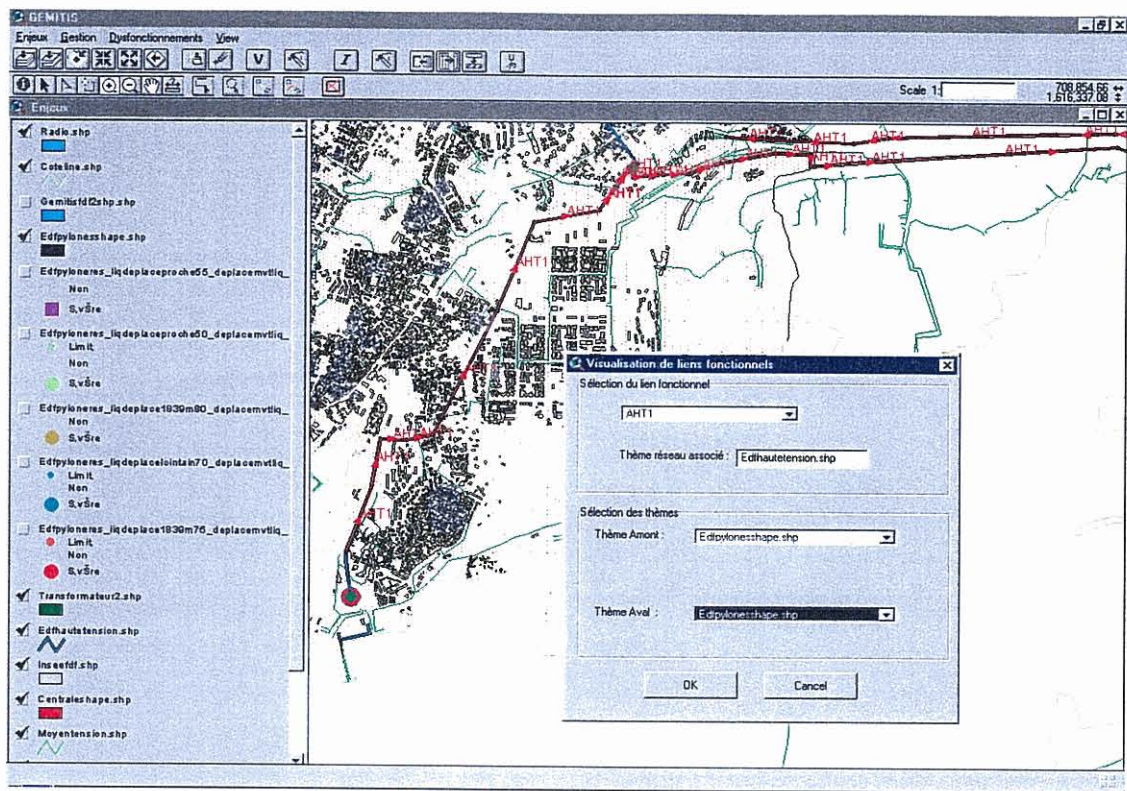 GEMITIS
Enjeux Gestion Dysfonctionnements View
V I
Scale 1: 708,854.66
1,616,337.08
Enjeux
Radio.shp
Coteline.shp
Gemitisfdf2shp.shp
Edfpylonesshape.shp
Edfpyloneres_liqdeplaceproche55_deplacemvtliq_
Non
S,vŠre
Edfpyloneres_liqdeplaceproche50_deplacemvtliq_
Limit
Non
S,vŠre
Edfpyloneres_liqdeplace1839m80_deplacemvtliq_
Non
S,vŠre
Edfpyloneres_liqdeplacelointain70_deplacemvtliq_
Limit
Non
S,vŠre
Edfpyloneres_liqdeplace1839m76_deplacemvtliq_
Limit
Non
S,vŠre
Transformateur2.shp
Edfhautetension.shp
Inseefdf.shp
Centraleshape.shp
Moyentension.shp
AHT1 AHT1 AHT1
AHT1 AHT1
AHT1
AHT1
AHT1
AHT1
Visualisation de liens fonctionnels
Sélection du lien fonctionnel
AHT1
Thème réseau associé : Edfhautetension.shp
Sélection des thèmes
Thème Amont : Edfpylonesshape.shp
Thème Aval : Edfpylonesshape.shp
OK Cancel